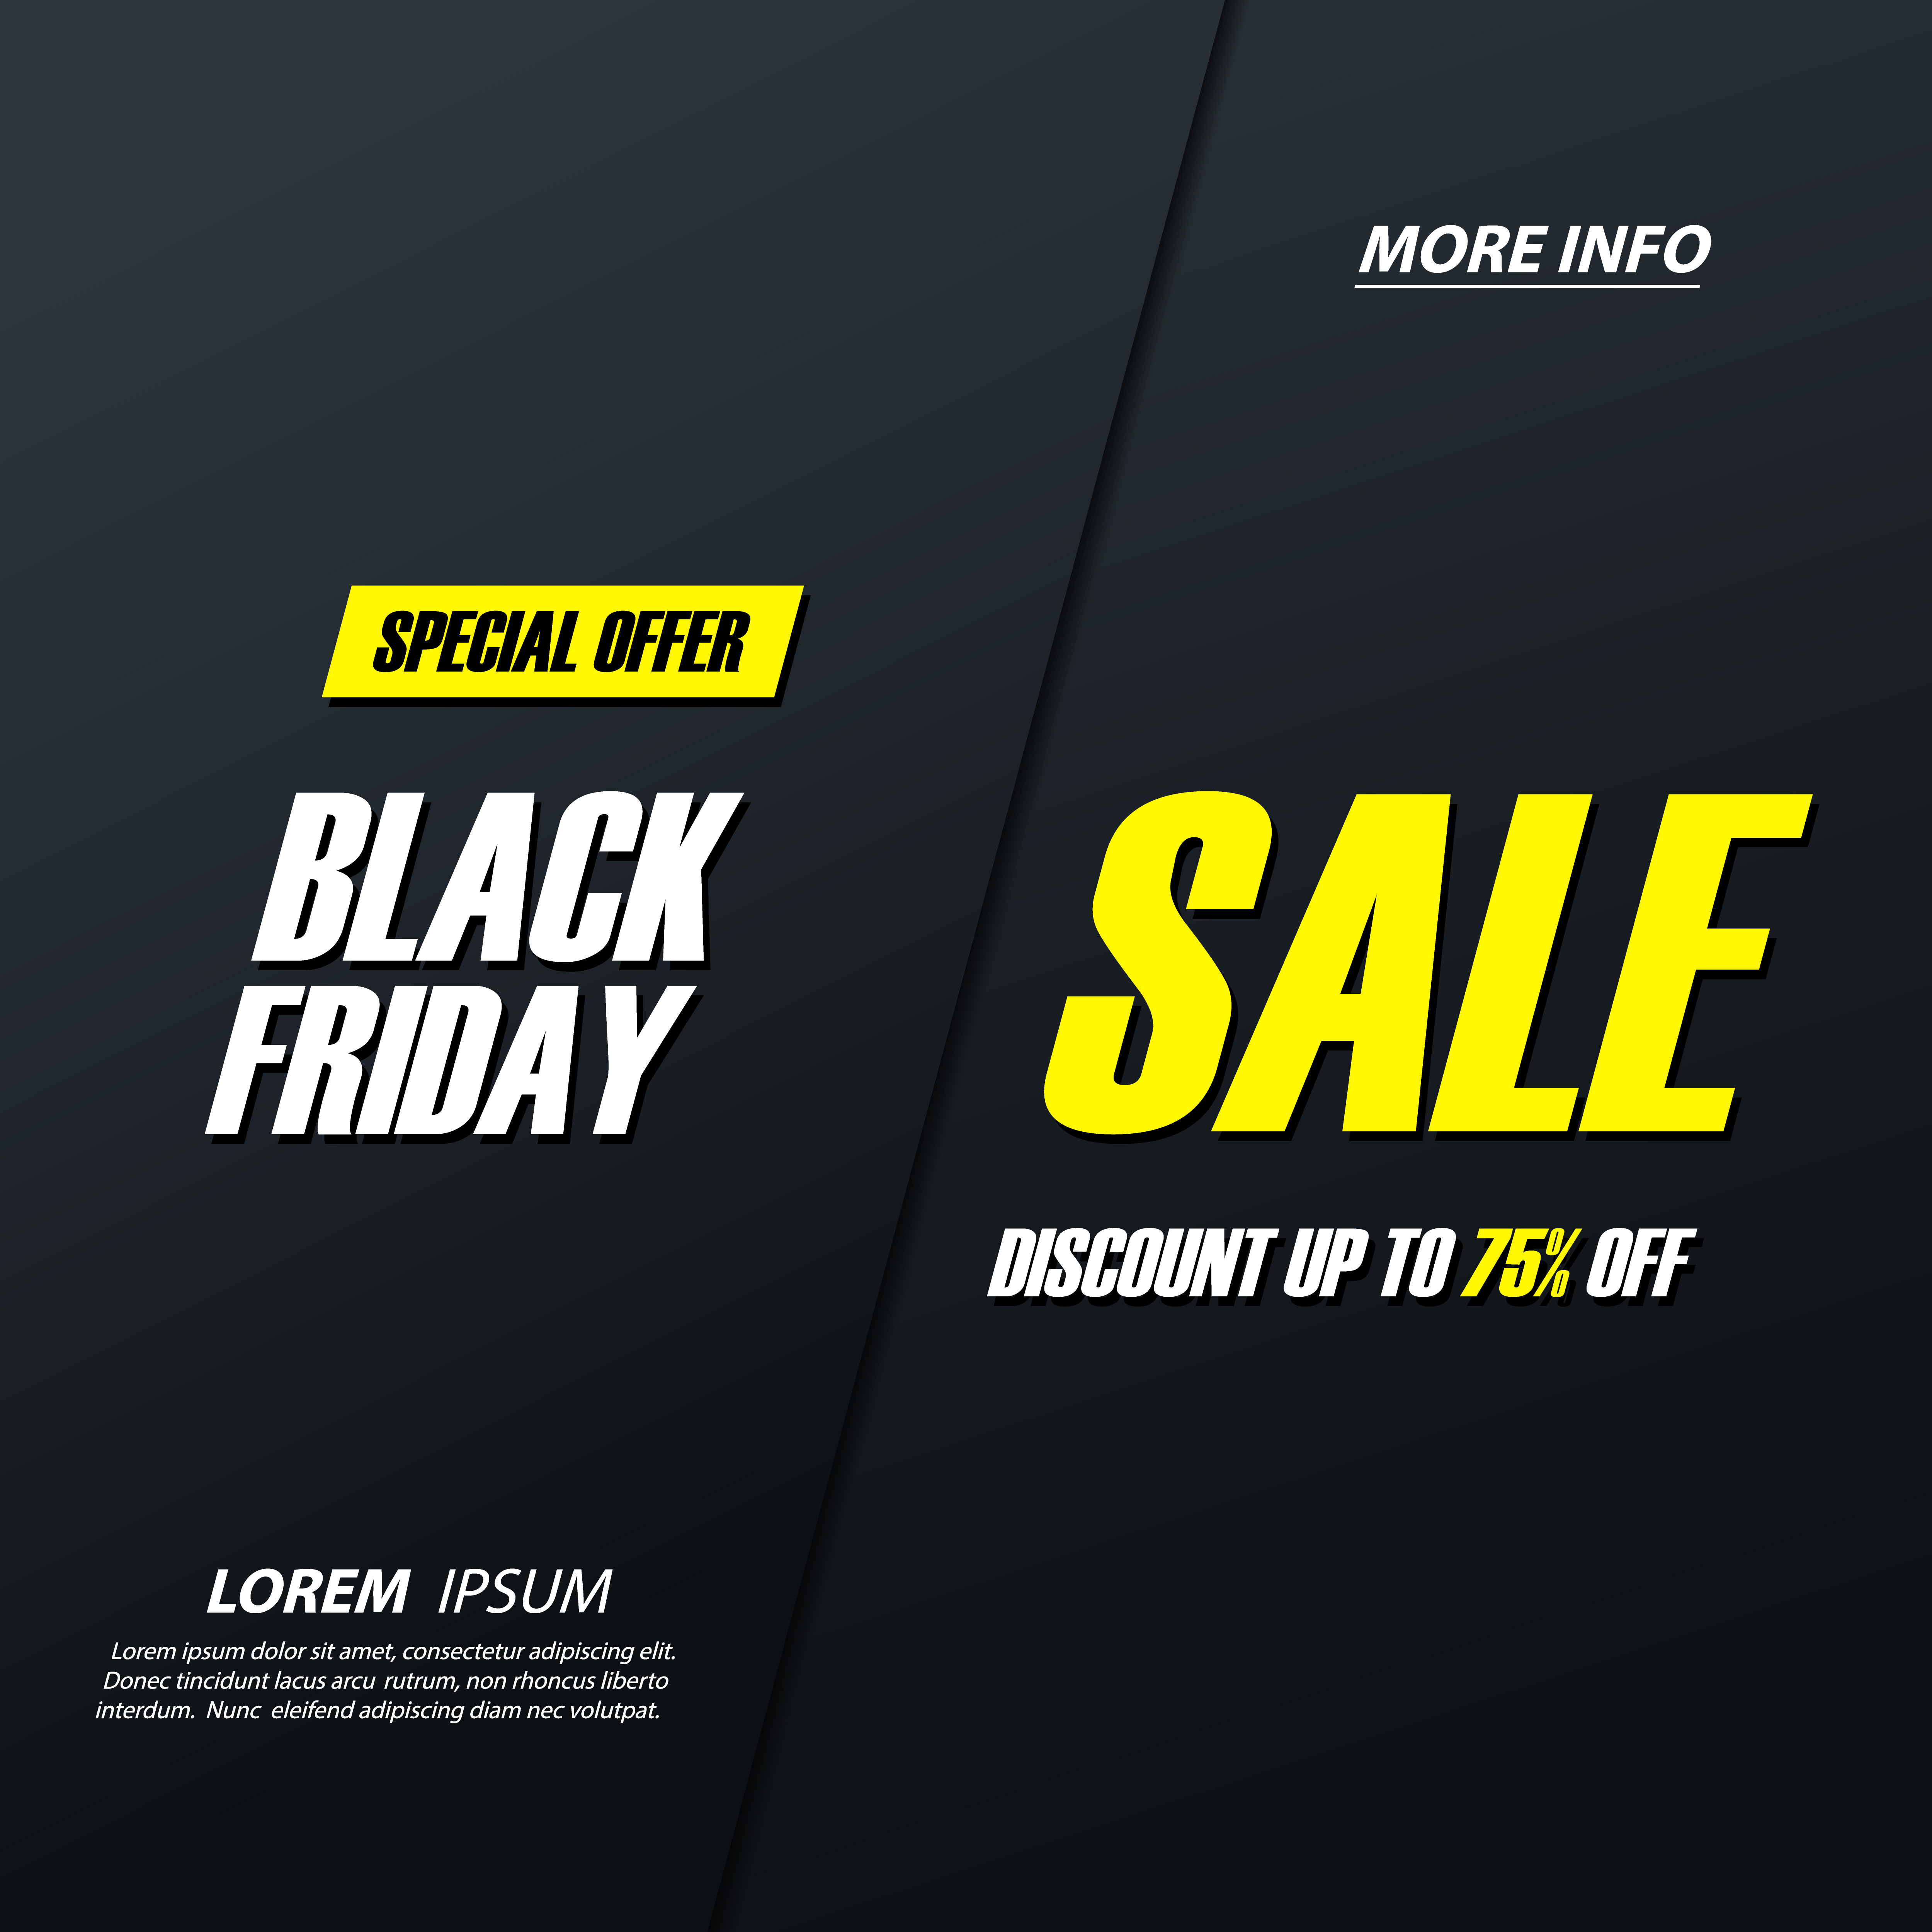 MORE INFO
SPECIAL OFFER
BLACK
FRIDAY
SALE
DISCOUNT UP TO 75% OFF
LOREM IPSUM
Lorem ipsum dolor sit amet, consectetur adipiscing elit.
Donec tincidunt lacus arcu rutrum, non rhoncus liberto
interdum. Nunc eleifend adipiscing diam nec volutpat.